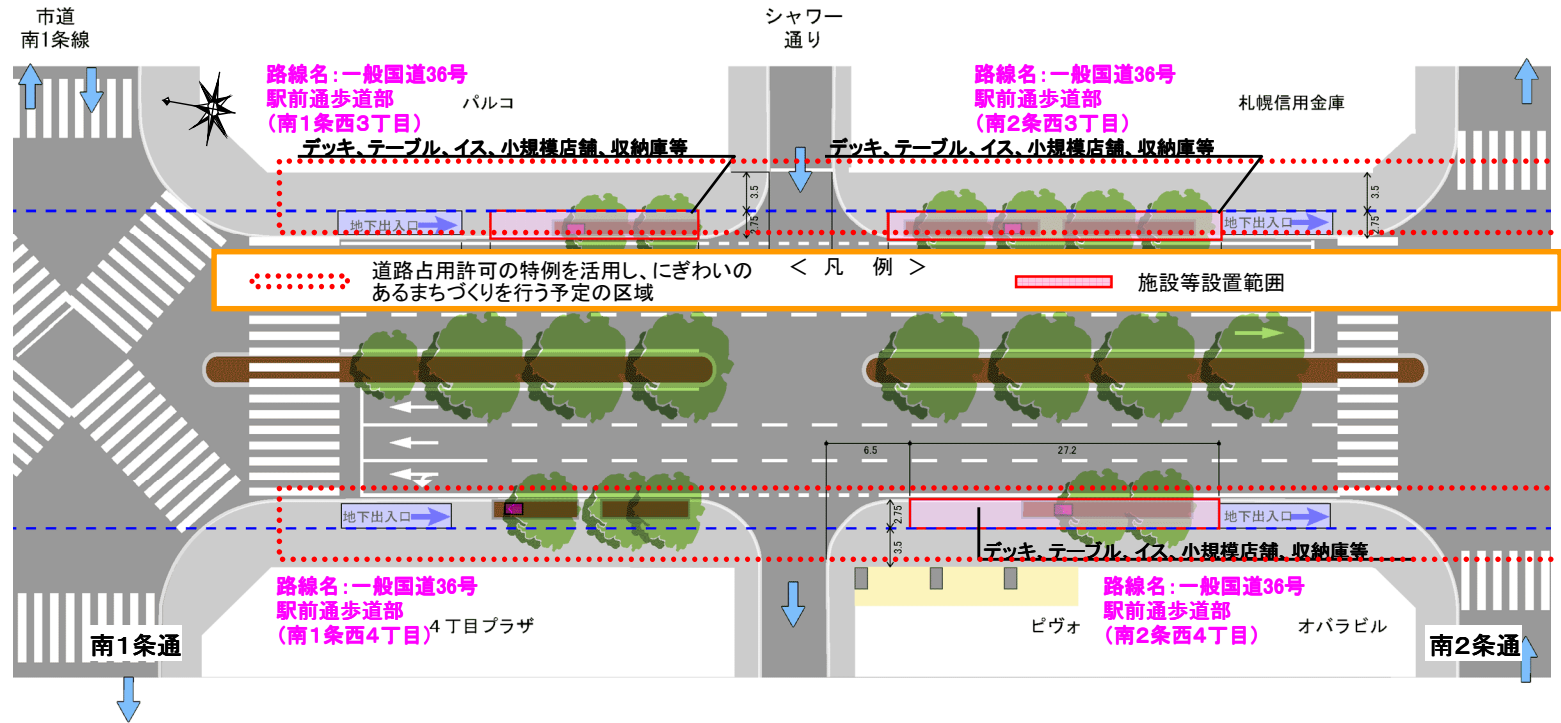 市道
南1条線
シャワー
通り
路線名：一般国道36号
駅前通歩道部
（南１条西３丁目）
パルコ
路線名：一般国道36号
駅前通歩道部
（南２条西３丁目）
札幌信用金庫
デッキ、テーブル、イス、小規模店舗、収納庫等
デッキ、テーブル、イス、小規模店舗、収納庫等
3.5
3.5
地下出入口
2.75
地下出入口
2.75
＜ 凡 例 ＞
道路占用許可の特例を活用し、にぎわいの
あるまちづくりを行う予定の区域
施設等設置範囲
6.5
27.2
地下出入口
2.75
地下出入口
3.5
デッキ、テーブル、イス、小規模店舗、収納庫等
路線名：一般国道36号
駅前通歩道部
（南１条西４丁目）
４丁目プラザ
ピヴォ
路線名：一般国道36号
駅前通歩道部
（南２条西４丁目）
オバラビル
南1条通
南2条通